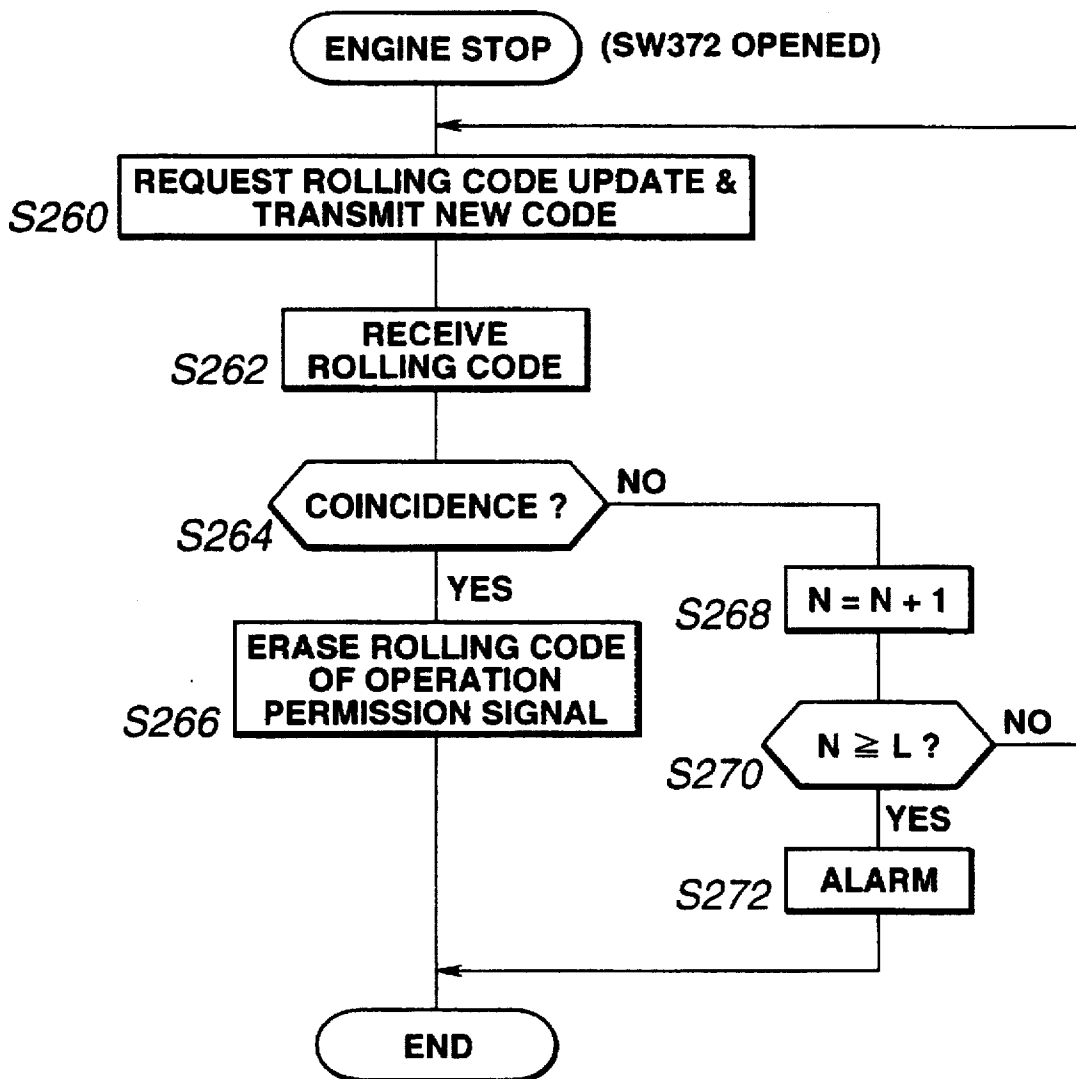 ENGINE STOP
(SW372 OPENED)
REQUEST ROLLING CODE UPDATE &
TRANSMIT NEW CODE
S260
RECEIVE
ROLLING CODE
S262
COINCIDENCE ?
NO
S264
YES
N = N + 1
S268
ERASE ROLLING CODE
OF OPERATION
PERMISSION SIGNAL
S266
N ≧ L ?
NO
S270
YES
ALARM
S272
END